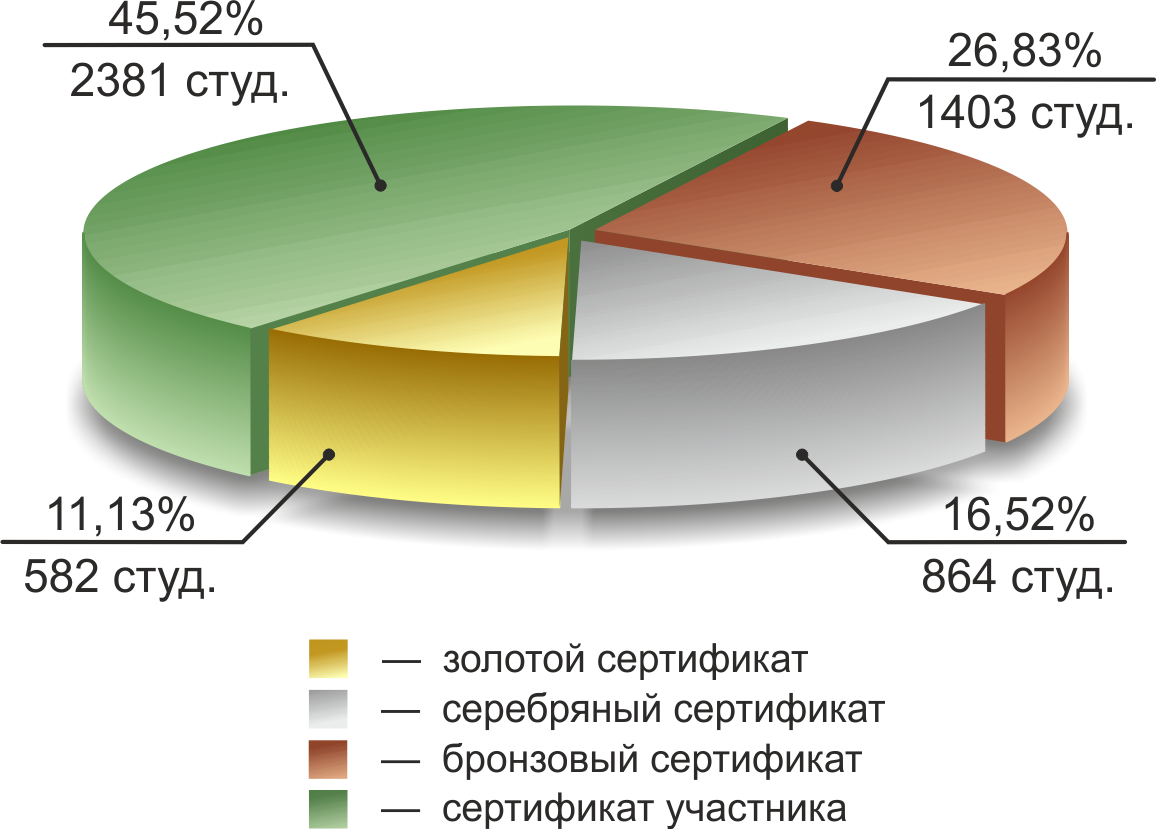 45,52%
2381 студ.
26,83%
1403 студ.
11,13%
582 студ.
16,52%
864 студ.
— золотой сертификат
— серебряный сертификат
— бронзовый сертификат
— сертификат участника